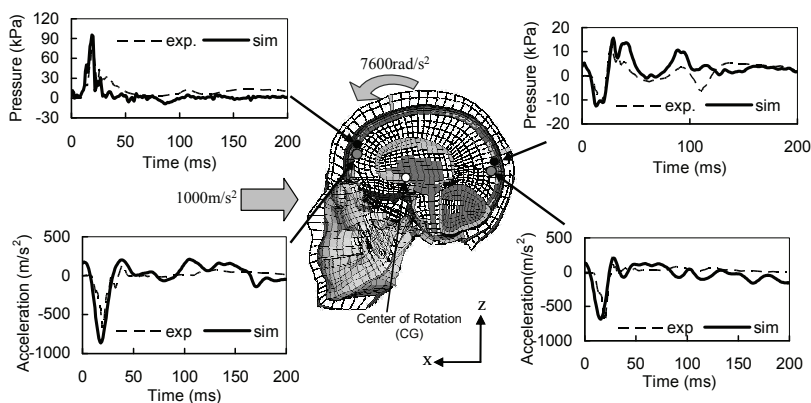 120
90
60
30
0
-30
Pressure (kPa)
exp. sim
0 50 100 150 200
Time (ms)
7600rad/s²
20
10
0
-10
-20
Pressure (kPa)
exp. sim
0 100 200
Time (ms)
1000m/s²
500
0
-500
-1000
Acceleration (m/s²)
exp sim
0 50 100 150 200
Time (ms)
Center of Rotation
(CG)
z
x
500
0
-500
-1000
Acceleration(m/s²)
exp sim
0 50 100 150 200
Time (ms)